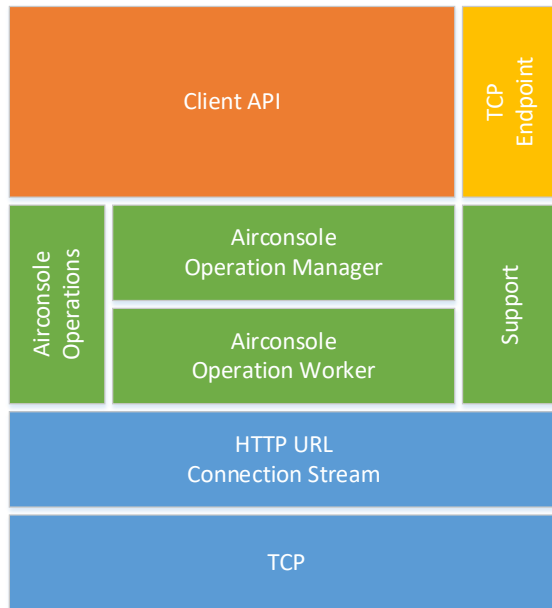 Client API
TCP
Endpoint
Airconsole
Operations
Airconsole
Operation Manager
Airconsole
Operation Worker
Support
HTTP URL
Connection Stream
TCP